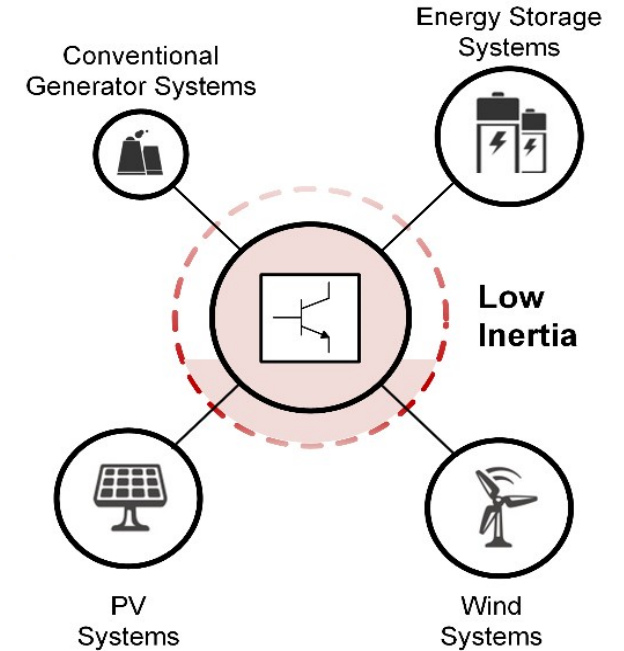 Energy Storage
Systems
Conventional
Generator Systems
Low
Inertia
PV
Systems
Wind
Systems